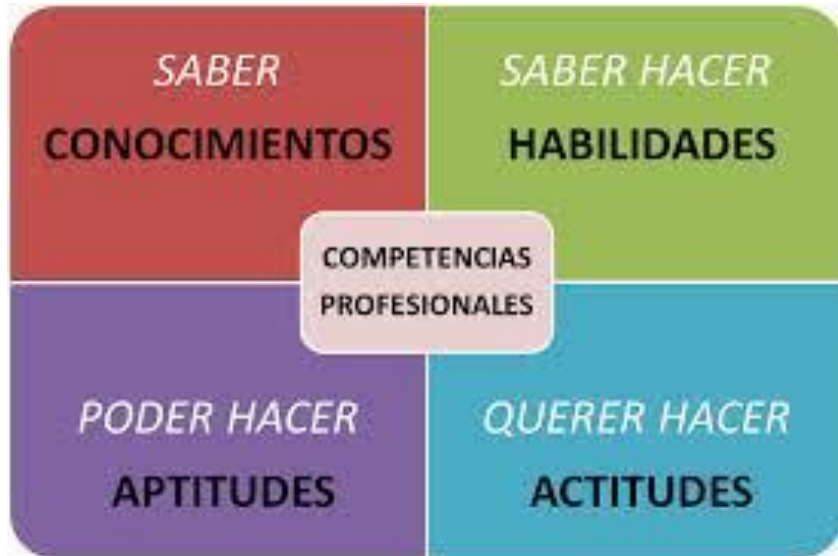 SABER
CONOCIMIENTOS
SABER HACER
HABILIDADES
COMPETENCIAS
PROFESIONALES
PODER HACER
APTITUDES
QUERER HACER
ACTITUDES